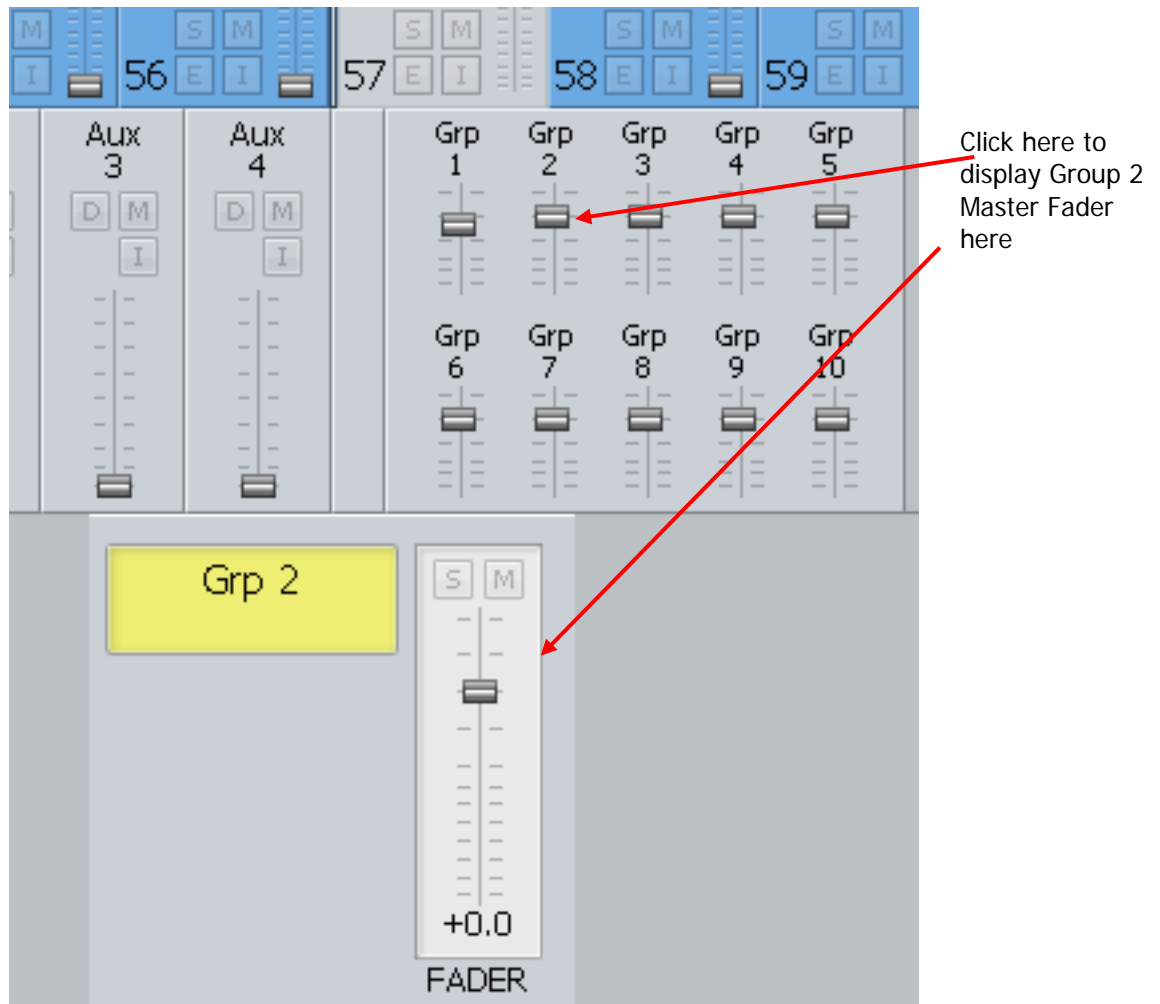 M S M S M S M S M
I 56 E I 57 E I 58 E I 59 E I
Aux Aux Grp Grp Grp Grp Grp
3 4 1 2 3 4 5
D M D M
I I
Grp Grp Grp Grp Grp
6 7 8 9 10
Click here to
display Group 2
Master Fader
here
Grp 2
S M
+0.0
FADER